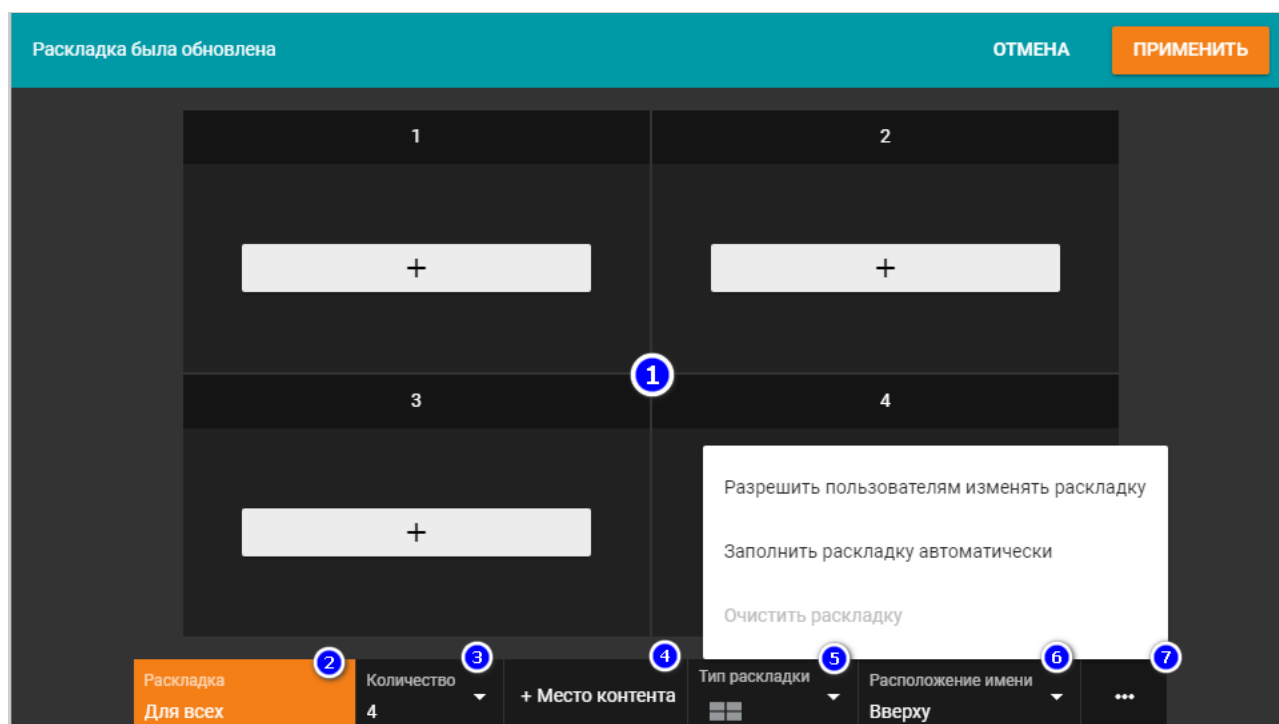 Раскладка была обновлена ОТМЕНА ПРИМЕНИТЬ
1 2
+ +
1
3 4
+
Разрешить пользователям изменять раскладку
Заполнить раскладку автоматически
Очистить раскладку
2 3 4 5 6 7
Раскладка Количество + Место контента Тип раскладки Расположение имени ...
Для всех 4 Вверху